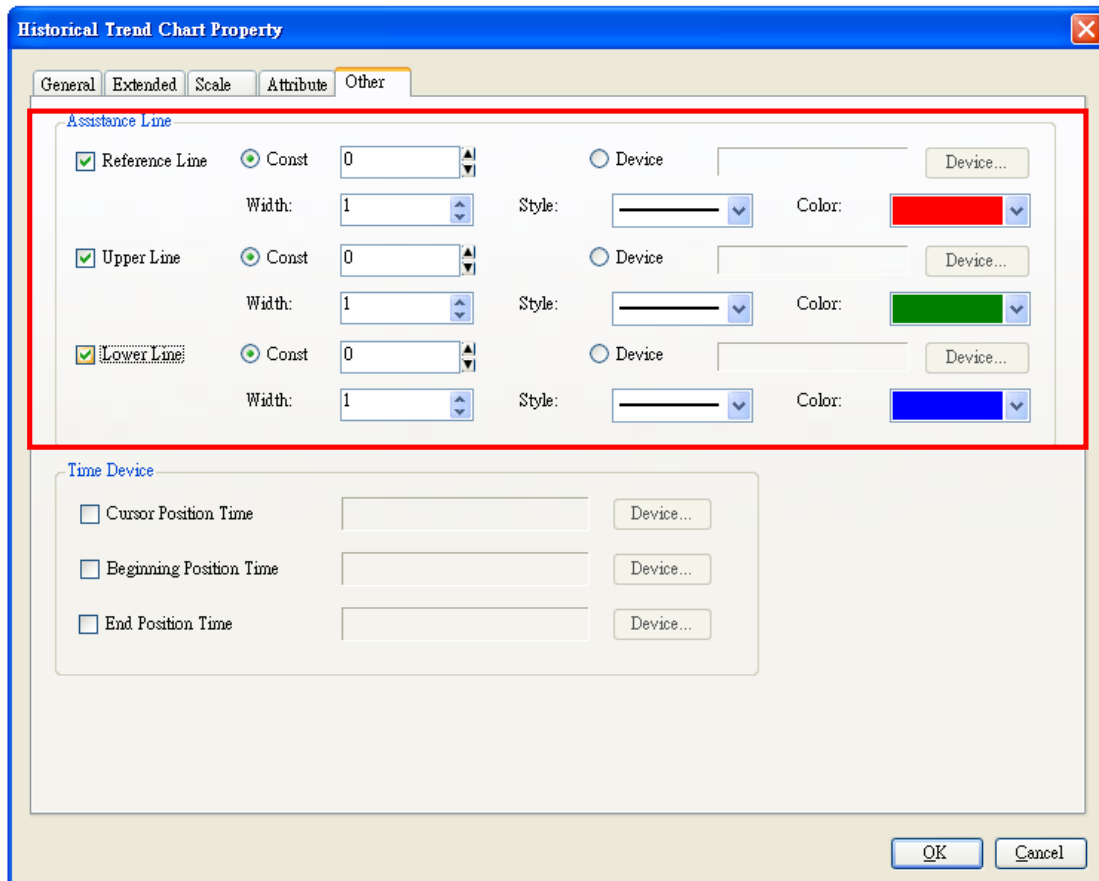 Historical Trend Chart Property
General Extended Scale Attribute Other
Assistance Line
Reference Line Const 0 Device Device...
Width: 1 Style: Color:
Upper Line Const 0 Device Device...
Width: 1 Style: Color:
Lower Line Const 0 Device Device...
Width: 1 Style: Color:
Time Device
Cursor Position Time Device...
Beginning Position Time Device...
End Position Time Device...
OK Cancel